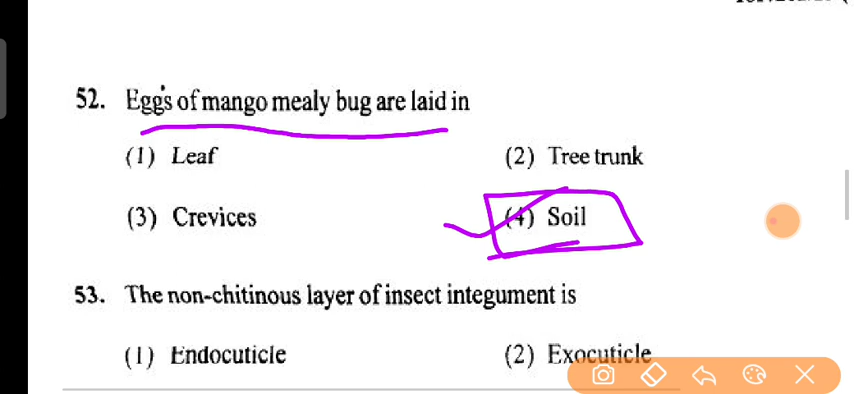 52. Egg's of mango mealy bug are laid in
(1) Leaf (2) Tree trunk
(3) Crevices (4) Soil
53. The non-chitinous layer of insect integument is
(1) Endocuticle (2) Exocuticle